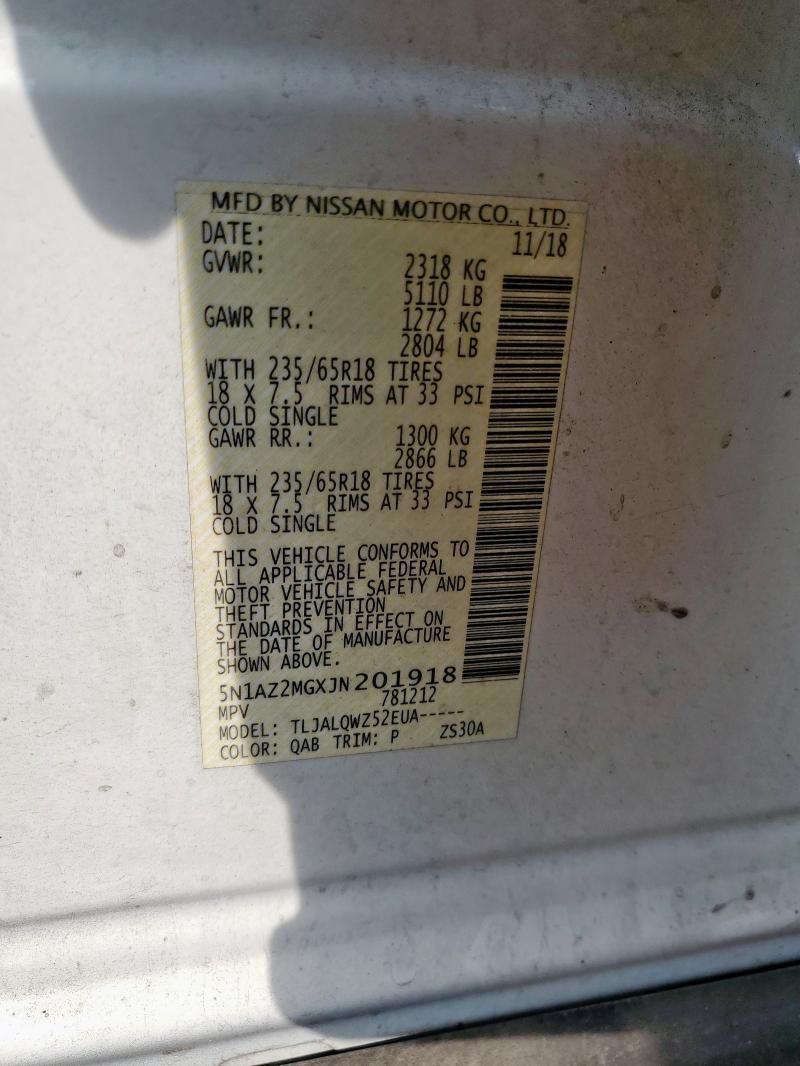 MFD BY NISSAN MOTOR CO., LTD.
DATE: 11/18
GVWR: 2318 KG
5110 LB
GAWR FR.: 1272 KG
2804 LB
WITH 235/65R18 TIRES
18 X 7.5 RIMS AT 33 PSI
COLD SINGLE
GAWR RR.: 1300 KG
2866 LB
WITH 235/65R18 TIRES
18 X 7.5 RIMS AT 33 PSI
COLD SINGLE
THIS VEHICLE CONFORMS TO
ALL APPLICABLE FEDERAL
MOTOR VEHICLE SAFETY AND
THEFT PREVENTION
STANDARDS IN EFFECT ON
THE DATE OF MANUFACTURE
SHOWN ABOVE.
5N1AZ2MGXJN201918
MPV 781212
MODEL: TLJALQWZ52EUA-----
COLOR: QAB TRIM: P ZS30A